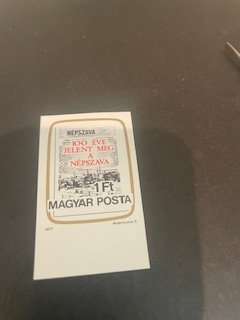 NÉPSZAVA
100 ÉVE
JELENT MEG
A
NÉPSZAVA
1Ft
MAGYAR POSTA
1977